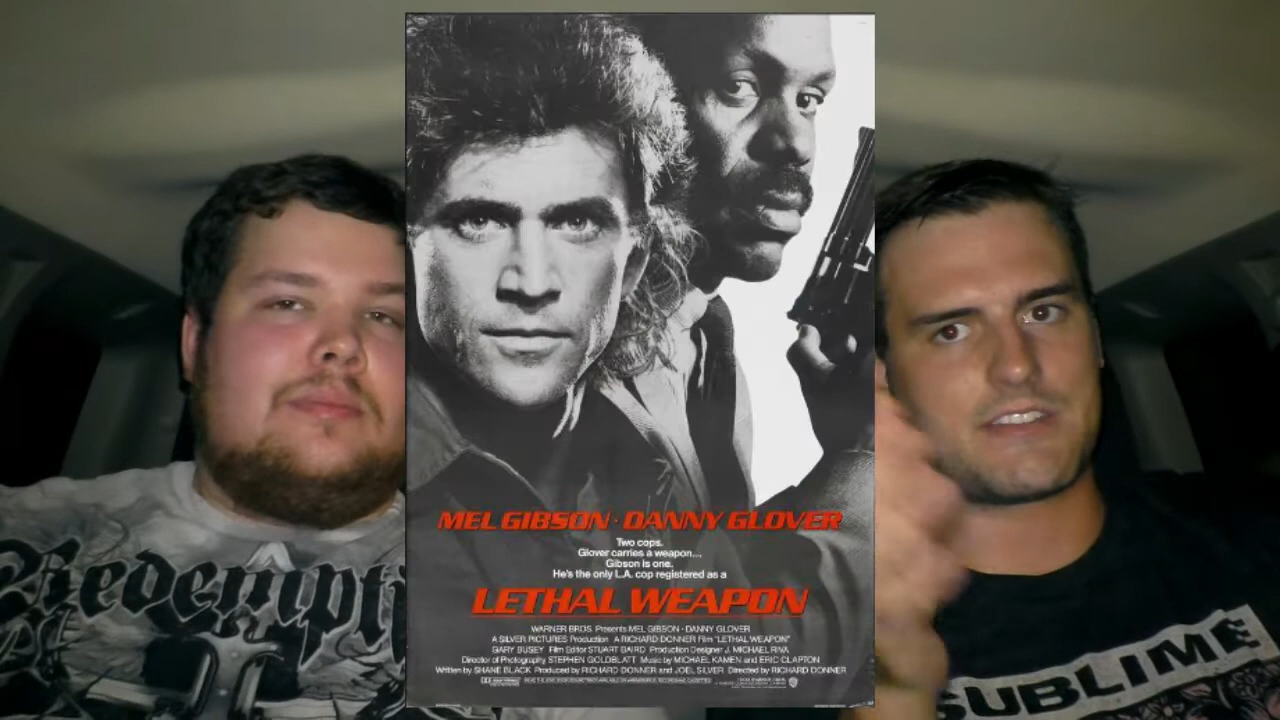 Redempti
MEL GIBSON · DANNY GLOVER
Two cops.
Glover carries a weapon...
Gibson is one.
He's the only L.A. cop registered as a
LETHAL WEAPON
WARNER BROS. Presents MEL GIBSON · DANNY GLOVER
A SILVER PICTURES Production A RICHARD DONNER Film "LETHAL WEAPON"
GARY BUSEY Film Editor STUART BAIRD Production Designer J. MICHAEL RIVA
Director of Photography STEPHEN GOLDBLATT Music by MICHAEL KAMEN and ERIC CLAPTON
Written by SHANE BLACK Produced by RICHARD DONNER and JOEL SILVER Directed by RICHARD DONNER
SUBLIME